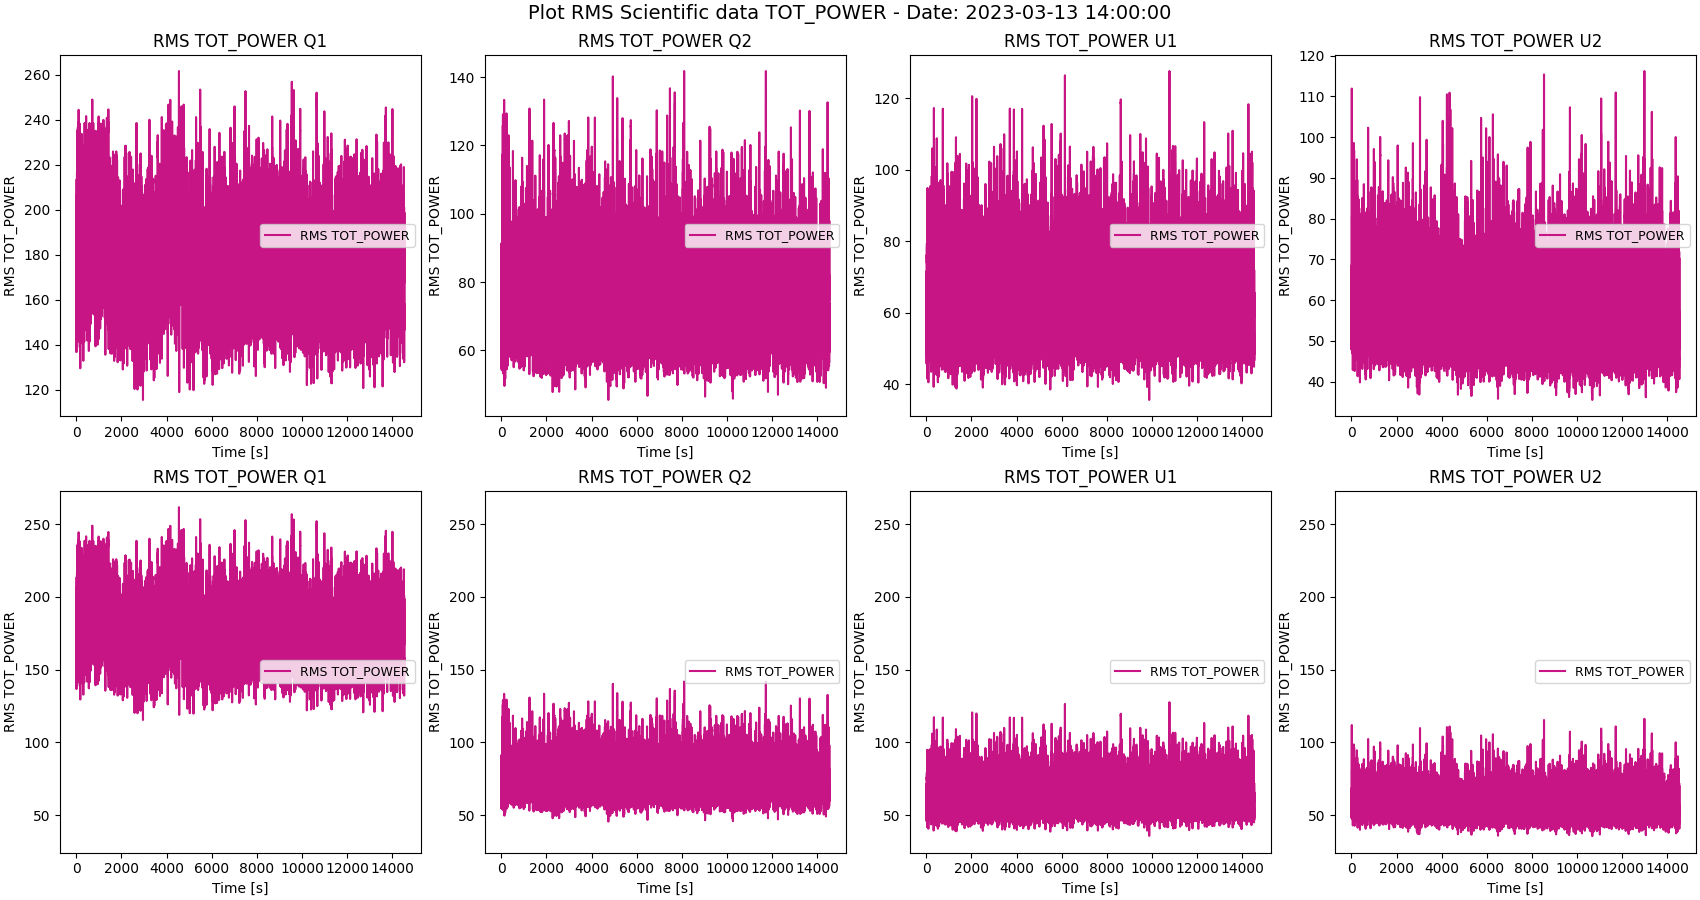 Plot RMS Scientific data TOT_POWER - Date: 2023-03-13 14:00:00
RMS TOT_POWER Q1
RMS TOT_POWER
260
240
220
200
180
160
140
120
RMS TOT_POWER
0 2000 4000 6000 8000 10000 12000 14000
Time [s]
RMS TOT_POWER Q2
RMS TOT_POWER
140
120
100
80
60
RMS TOT_POWER
0 2000 4000 6000 8000 10000 12000 14000
Time [s]
RMS TOT_POWER U1
RMS TOT_POWER
120
100
80
60
40
RMS TOT_POWER
0 2000 4000 6000 8000 10000 12000 14000
Time [s]
RMS TOT_POWER U2
RMS TOT_POWER
120
110
100
90
80
70
60
50
40
RMS TOT_POWER
0 2000 4000 6000 8000 10000 12000 14000
Time [s]
RMS TOT_POWER Q1
RMS TOT_POWER
250
200
150
100
50
RMS TOT_POWER
0 2000 4000 6000 8000 10000 12000 14000
Time [s]
RMS TOT_POWER Q2
RMS TOT_POWER
250
200
150
100
50
RMS TOT_POWER
0 2000 4000 6000 8000 10000 12000 14000
Time [s]
RMS TOT_POWER U1
RMS TOT_POWER
250
200
150
100
50
RMS TOT_POWER
0 2000 4000 6000 8000 10000 12000 14000
Time [s]
RMS TOT_POWER U2
RMS TOT_POWER
250
200
150
100
50
RMS TOT_POWER
0 2000 4000 6000 8000 10000 12000 14000
Time [s]